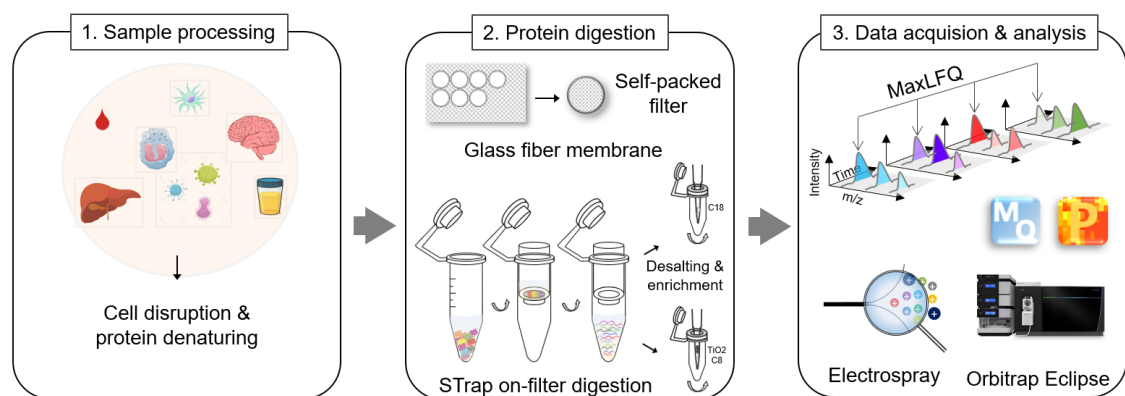 1. Sample processing
Cell disruption &
protein denaturing
2. Protein digestion
Self-packed
filter
Glass fiber membrane
C18
Desalting &
enrichment
TiO2
C8
STrap on-filter digestion
3. Data acquision & analysis
MaxLFQ
Intensity
Time
m/z
M
Q
P
Electrospray
Orbitrap Eclipse